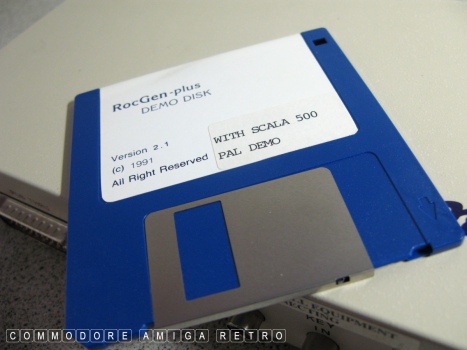 RocGen-plus
DEMO DISK
WITH SCALA 500
PAL DEMO
Version 2.1
(c) 1991
All Right Reserved
EQUIPMENT
COMMODORE AMIGA RETRO